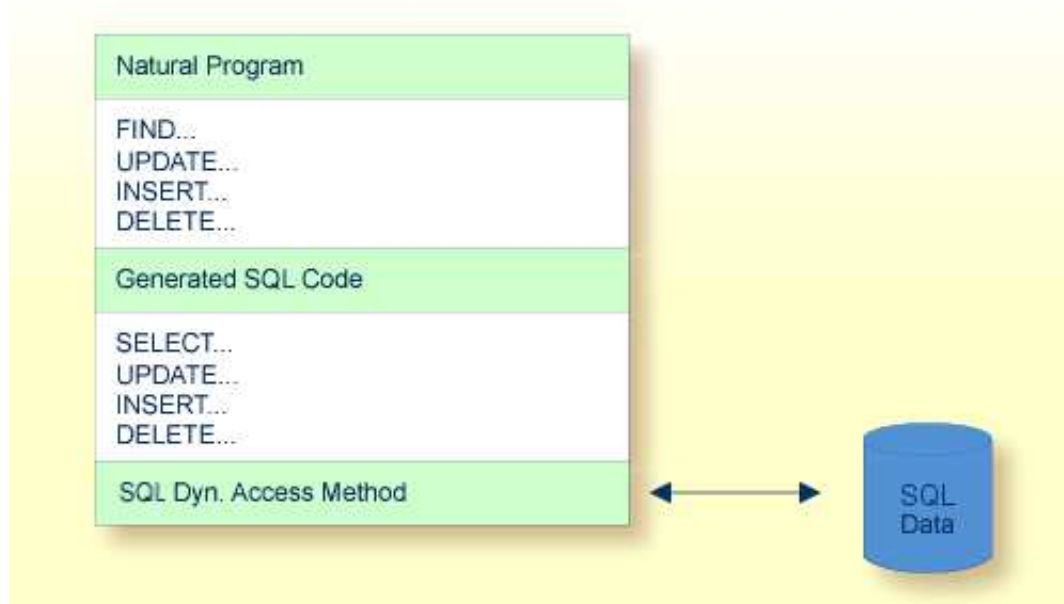 Natural Program
FIND...
UPDATE...
INSERT...
DELETE...
Generated SQL Code
SELECT...
UPDATE...
INSERT...
DELETE...
SQL Dyn. Access Method
SQL
Data